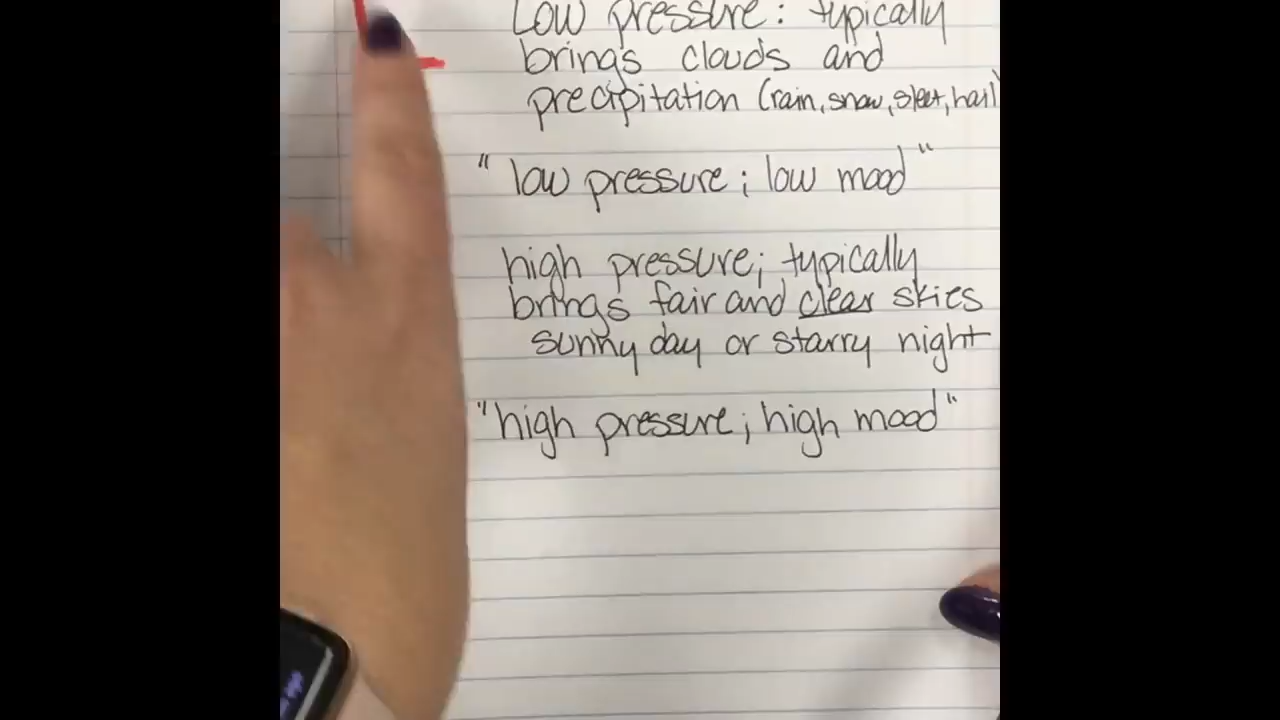 Low pressure: typically
brings clouds and
precipitation (rain, snow, sleet, hail)
"low pressure; low mood"
high pressure; typically
brings fair and clear skies
sunny day or starry night
"high pressure; high mood"